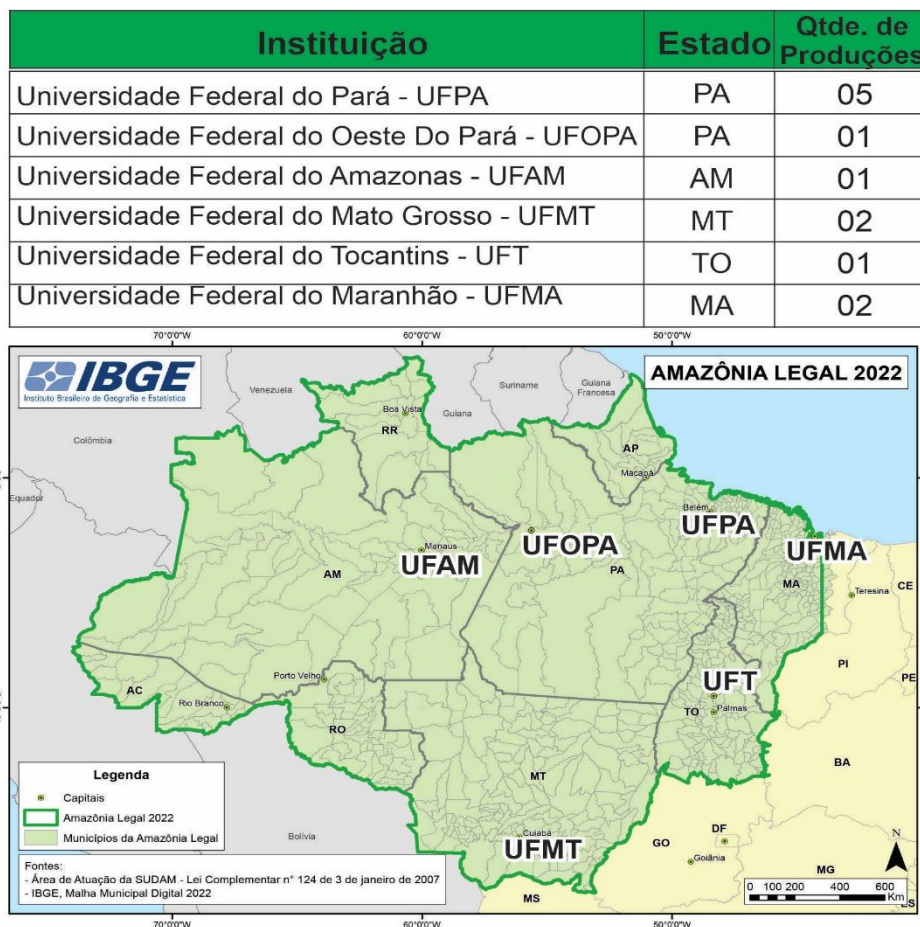 Instituição Estado Qtde. de Produções
Universidade Federal do Pará - UFPA PA 05
Universidade Federal do Oeste Do Pará - UFOPA PA 01
Universidade Federal do Amazonas - UFAM AM 01
Universidade Federal do Mato Grosso - UFMT MT 02
Universidade Federal do Tocantins - UFT TO 01
Universidade Federal do Maranhão - UFMA MA 02
70°0'0"W 60°0'0"W 50°0'0"W
IBGE
Instituto Brasileiro de Geografia e Estatística
AMAZÔNIA LEGAL 2022
Venezuela
Suriname
Guiana Francesa
Guiana
Colômbia
Equador
Boa Vista
RR
AP
Macapá
Belém
UFPA
UFOPA
Manaus
UFAM
UFMA
AM
PA
MA
CE
Teresina
PI
PE
UFT
AC
Porto Velho
Rio Branco
RO
TO
Palmas
BA
MT
Cuiabá
UFMT
Bolívia
GO
DF
Goiânia
MG
MS
ES
Legenda
Capitais
Amazônia Legal 2022
Municípios da Amazônia Legal
Fontes:
- Área de Atuação da SUDAM - Lei Complementar n° 124 de 3 de janeiro de 2007
- IBGE, Malha Municipal Digital 2022
N
0 100 200 400 600
Km
70°0'0"W 60°0'0"W 50°0'0"W